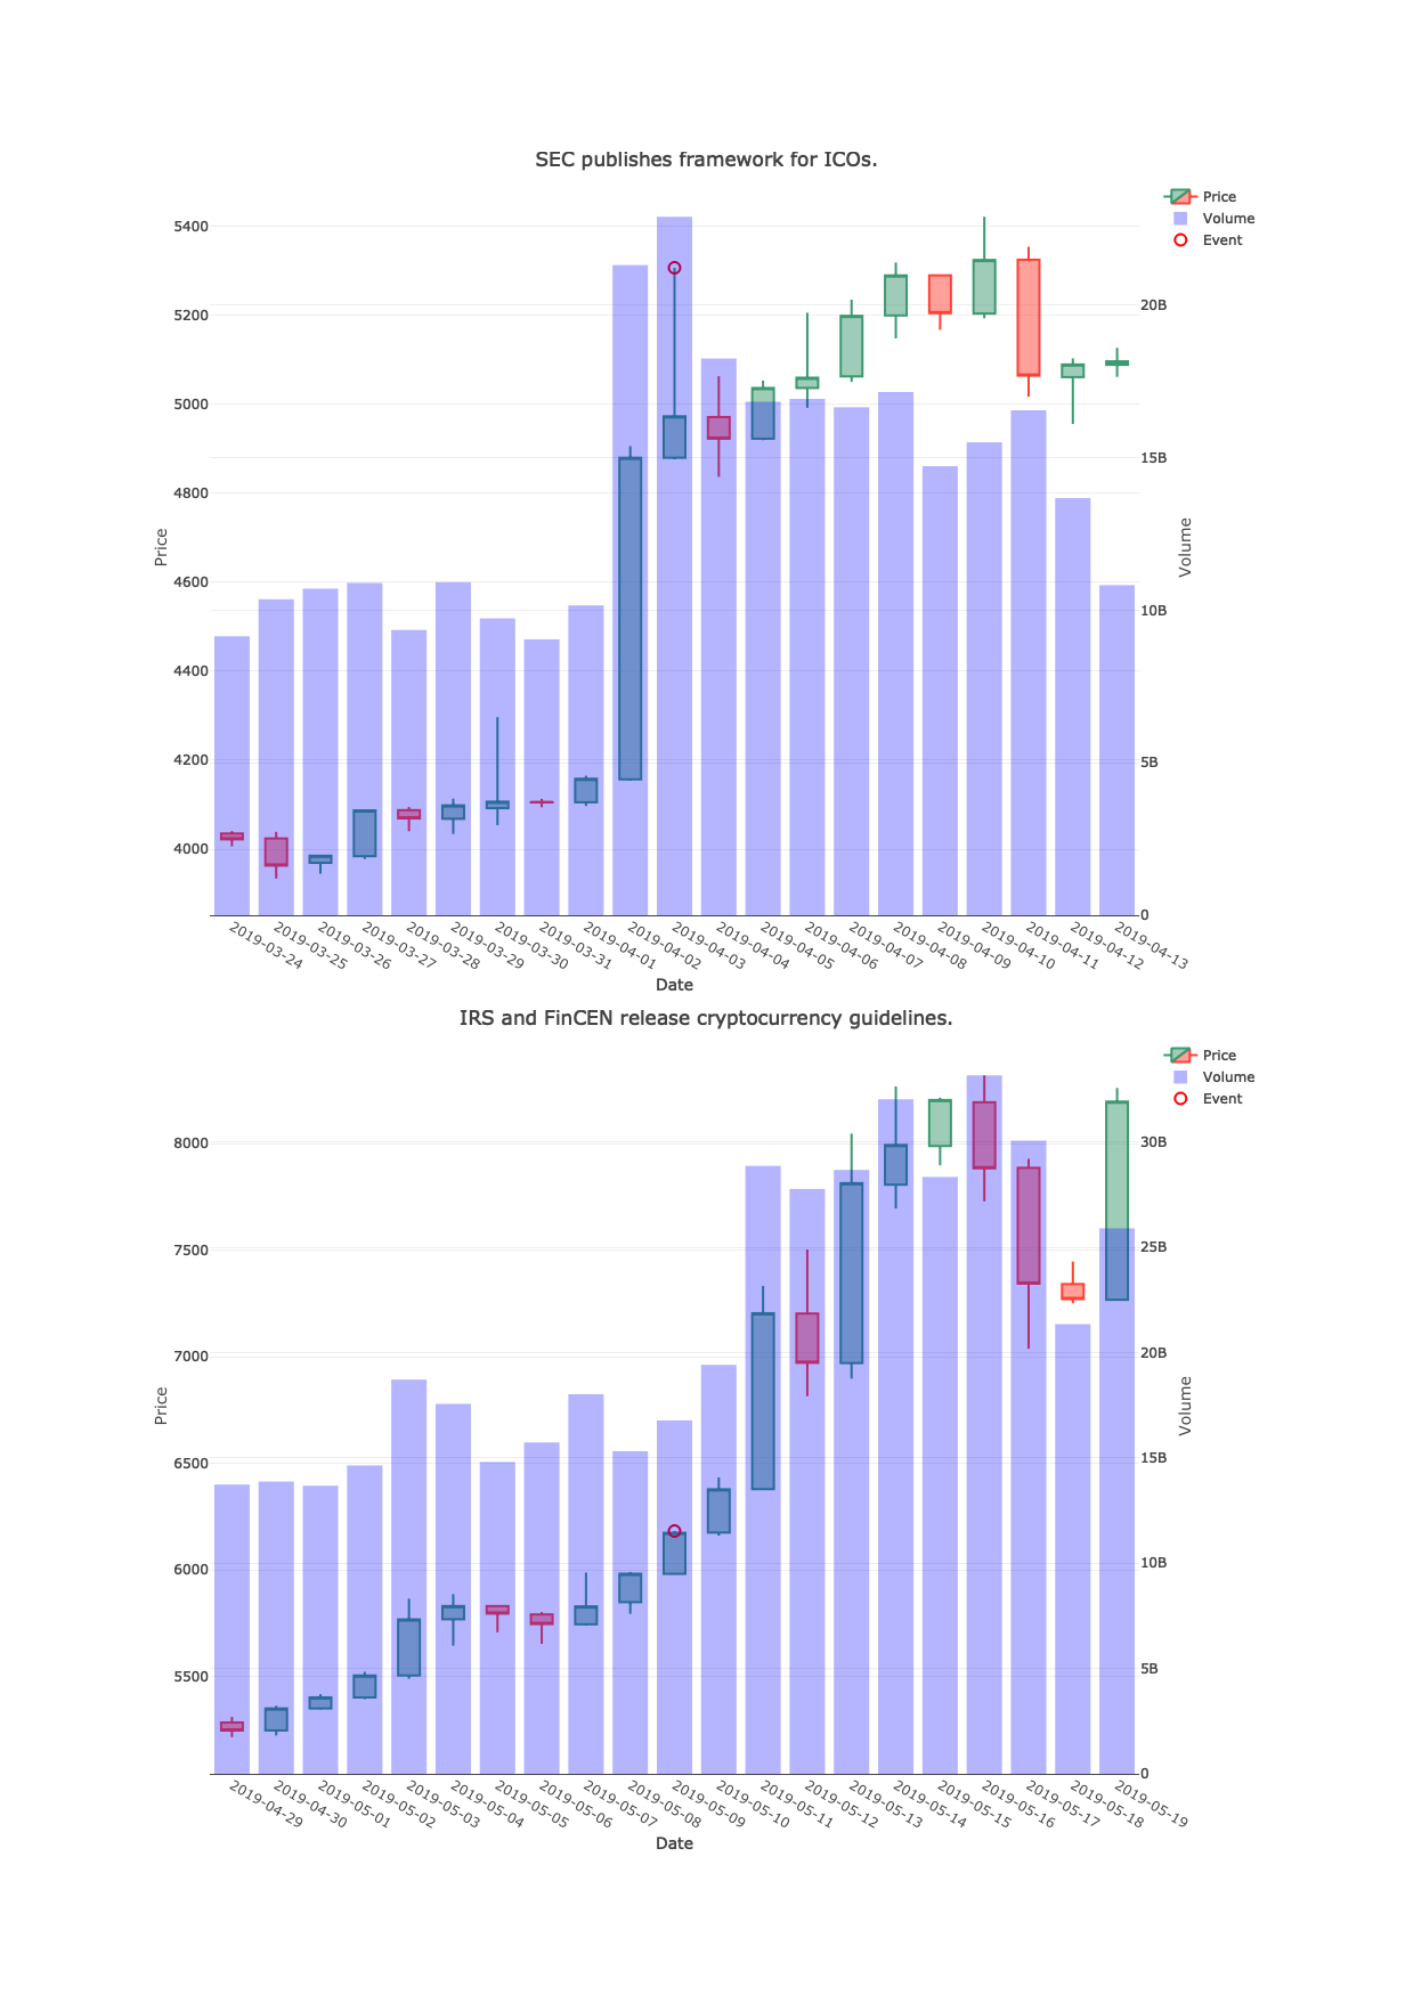 SEC publishes framework for ICOs.
Price
Volume
Event
5400
5200
5000
4800
4600
4400
4200
4000
Price
20B
15B
10B
5B
0
Volume
2019-03-24
2019-03-25
2019-03-26
2019-03-27
2019-03-28
2019-03-29
2019-03-30
2019-03-31
2019-04-01
2019-04-02
2019-04-03
2019-04-04
2019-04-05
2019-04-06
2019-04-07
2019-04-08
2019-04-09
2019-04-10
2019-04-11
2019-04-12
2019-04-13
Date
IRS and FinCEN release cryptocurrency guidelines.
Price
Volume
Event
8000
7500
7000
6500
6000
5500
Price
30B
25B
20B
15B
10B
5B
0
Volume
2019-04-29
2019-04-30
2019-05-01
2019-05-02
2019-05-03
2019-05-04
2019-05-05
2019-05-06
2019-05-07
2019-05-08
2019-05-09
2019-05-10
2019-05-11
2019-05-12
2019-05-13
2019-05-14
2019-05-15
2019-05-16
2019-05-17
2019-05-18
2019-05-19
Date